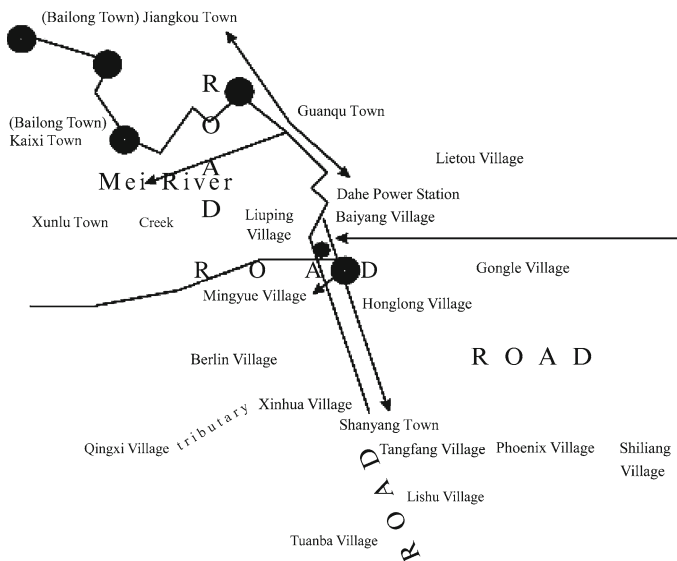 (Bailong Town) Jiangkou Town
R
O
A
D
Guanqu Town
(Bailong Town)
Kaixi Town
Lietou Village
Mei River
Dahe Power Station
Xunlu Town
Creek
Liuping
Village
Baiyang Village
R O A D
Gongle Village
Mingyue Village
Honglong Village
Berlin Village
R O A D
Xinhua Village
tributary
Shanyang Town
Qingxi Village
Tangfang Village
Phoenix Village
Shiliang
Village
R O A D
Lishu Village
Tuanba Village